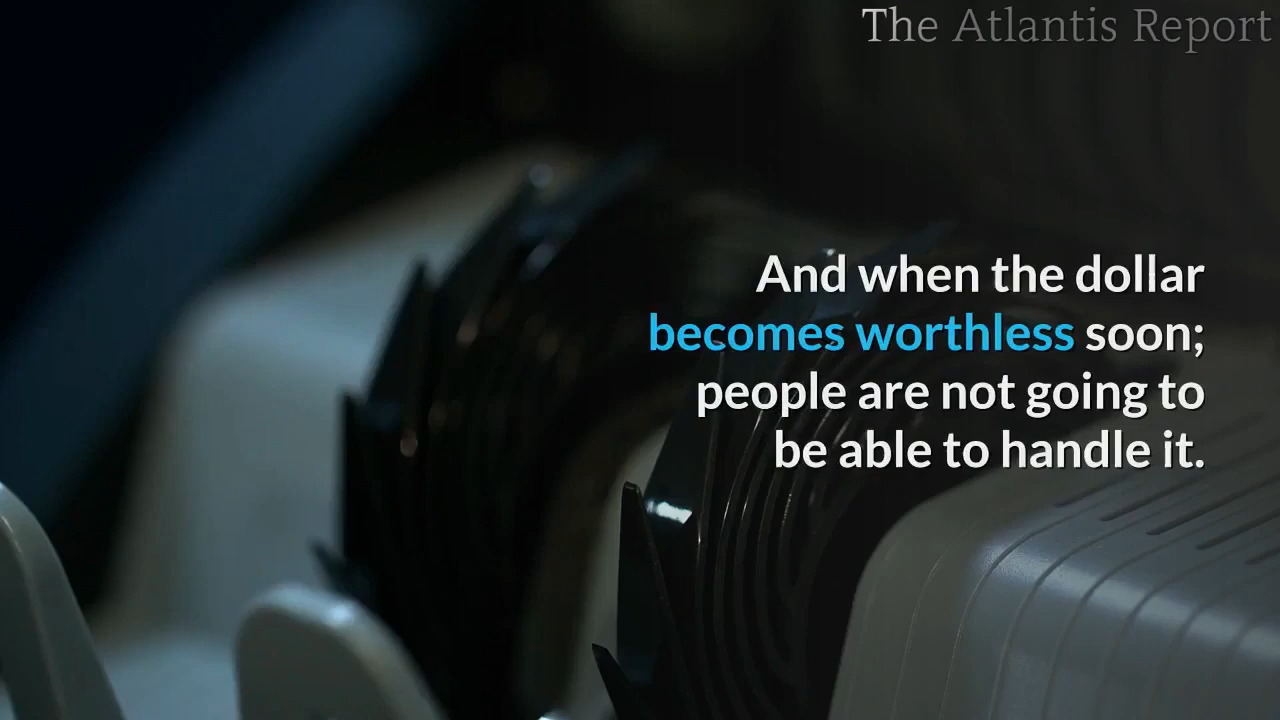 The Atlantis Report
And when the dollar
becomes worthless soon;
people are not going to
be able to handle it.